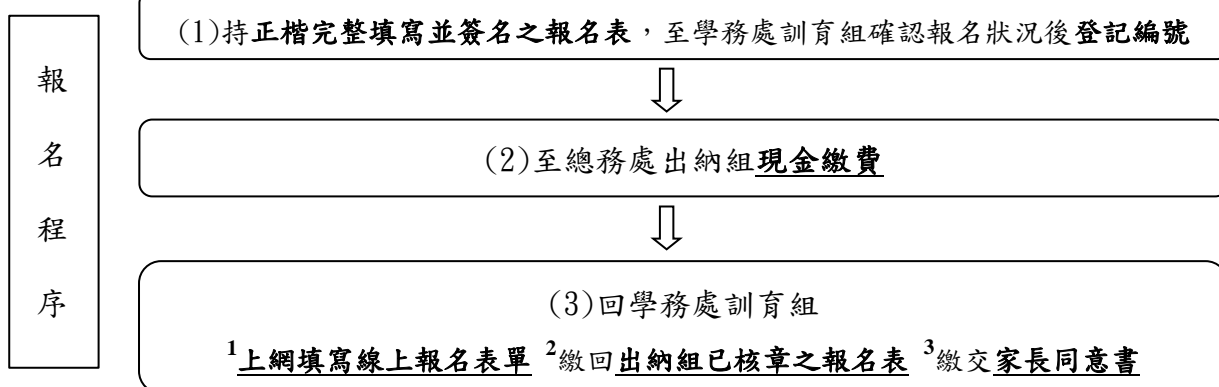 報名程序
(1)持正楷完整填寫並簽名之報名表，至學務處訓育組確認報名狀況後登記編號
(2)至總務處出納組現金繳費
(3)回學務處訓育組
1上網填寫線上報名表單 2繳回出納組已核章之報名表 3繳交家長同意書